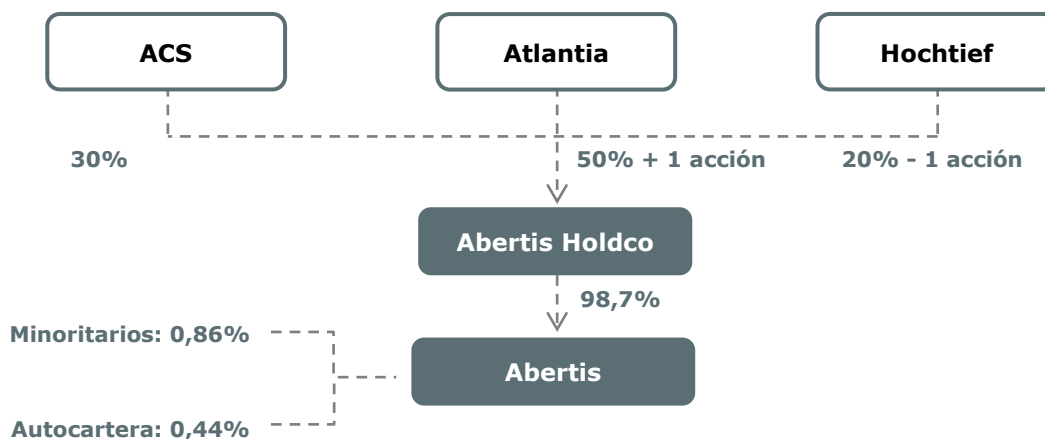 ACS
Atlantia
Hochtief
30%
50% + 1 acción
20% - 1 acción
Abertis Holdco
98,7%
Minoritarios: 0,86%
Abertis
Autocartera: 0,44%